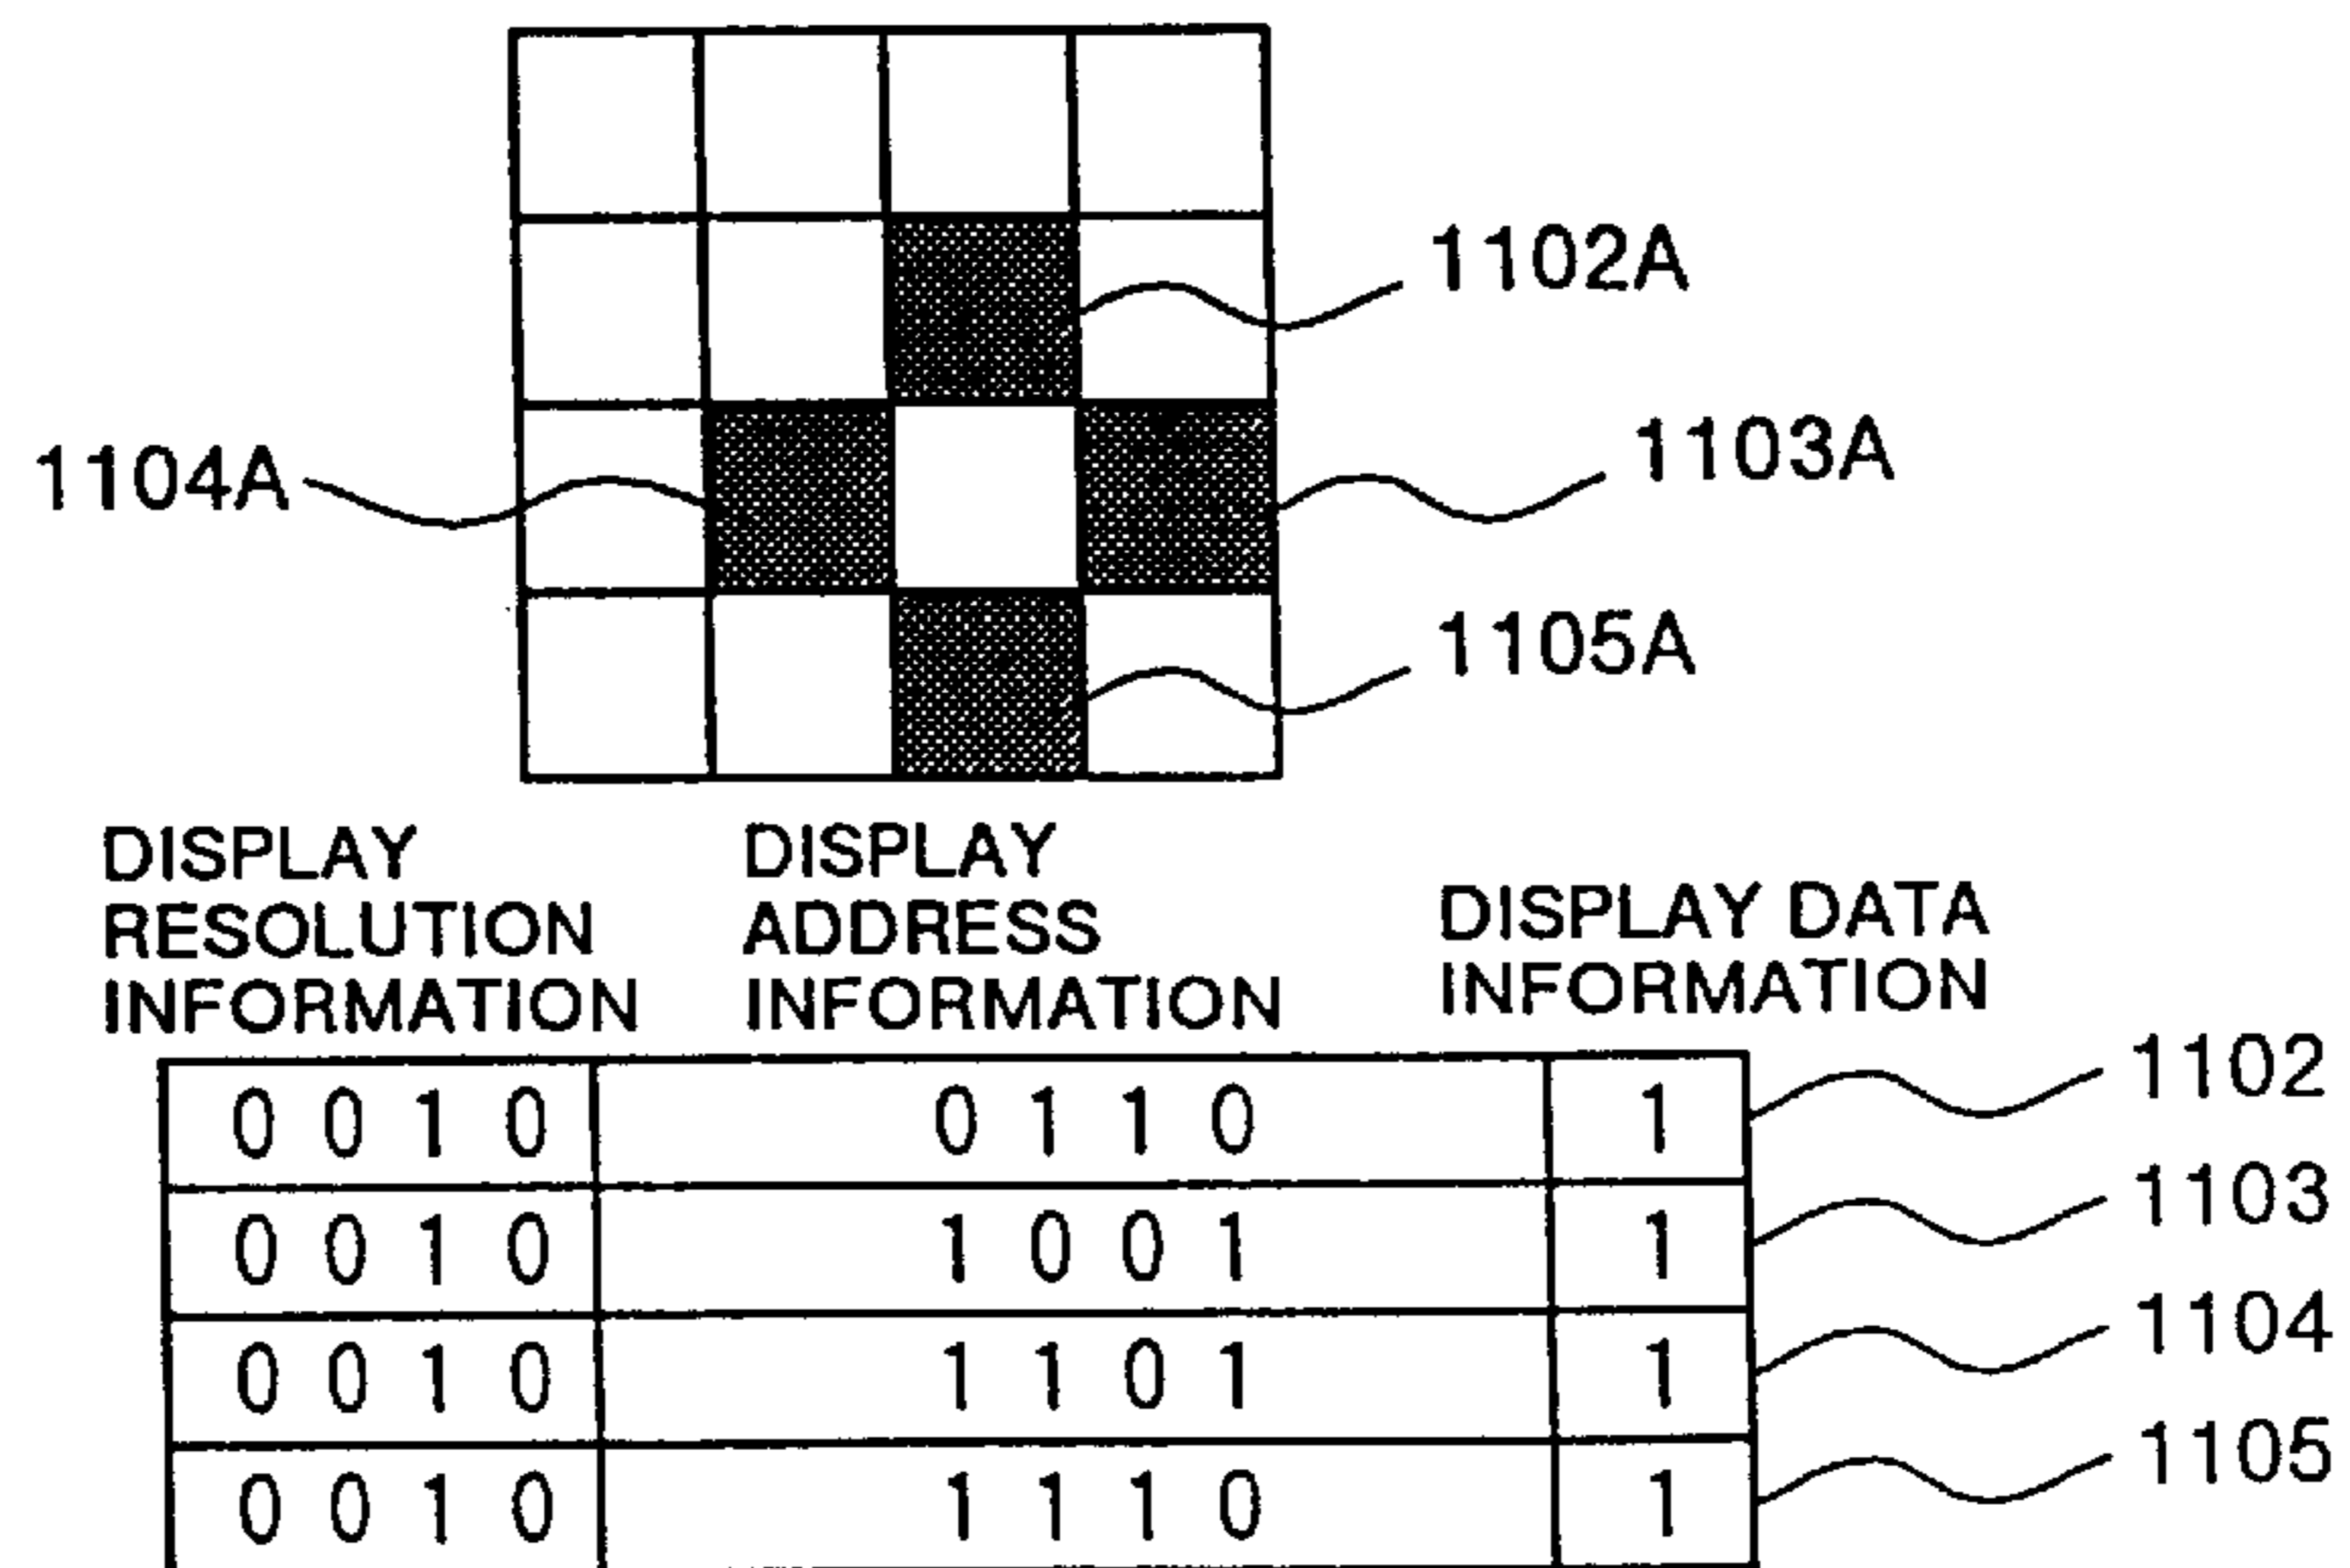 1102A
1103A
1104A
1105A
DISPLAY
RESOLUTION
INFORMATION
DISPLAY
ADDRESS
INFORMATION
DISPLAY DATA
INFORMATION
0 0 1 0 0 1 1 0 1 1102
0 0 1 0 1 0 0 1 1 1103
0 0 1 0 1 1 0 1 1 1104
0 0 1 0 1 1 1 0 1 1105